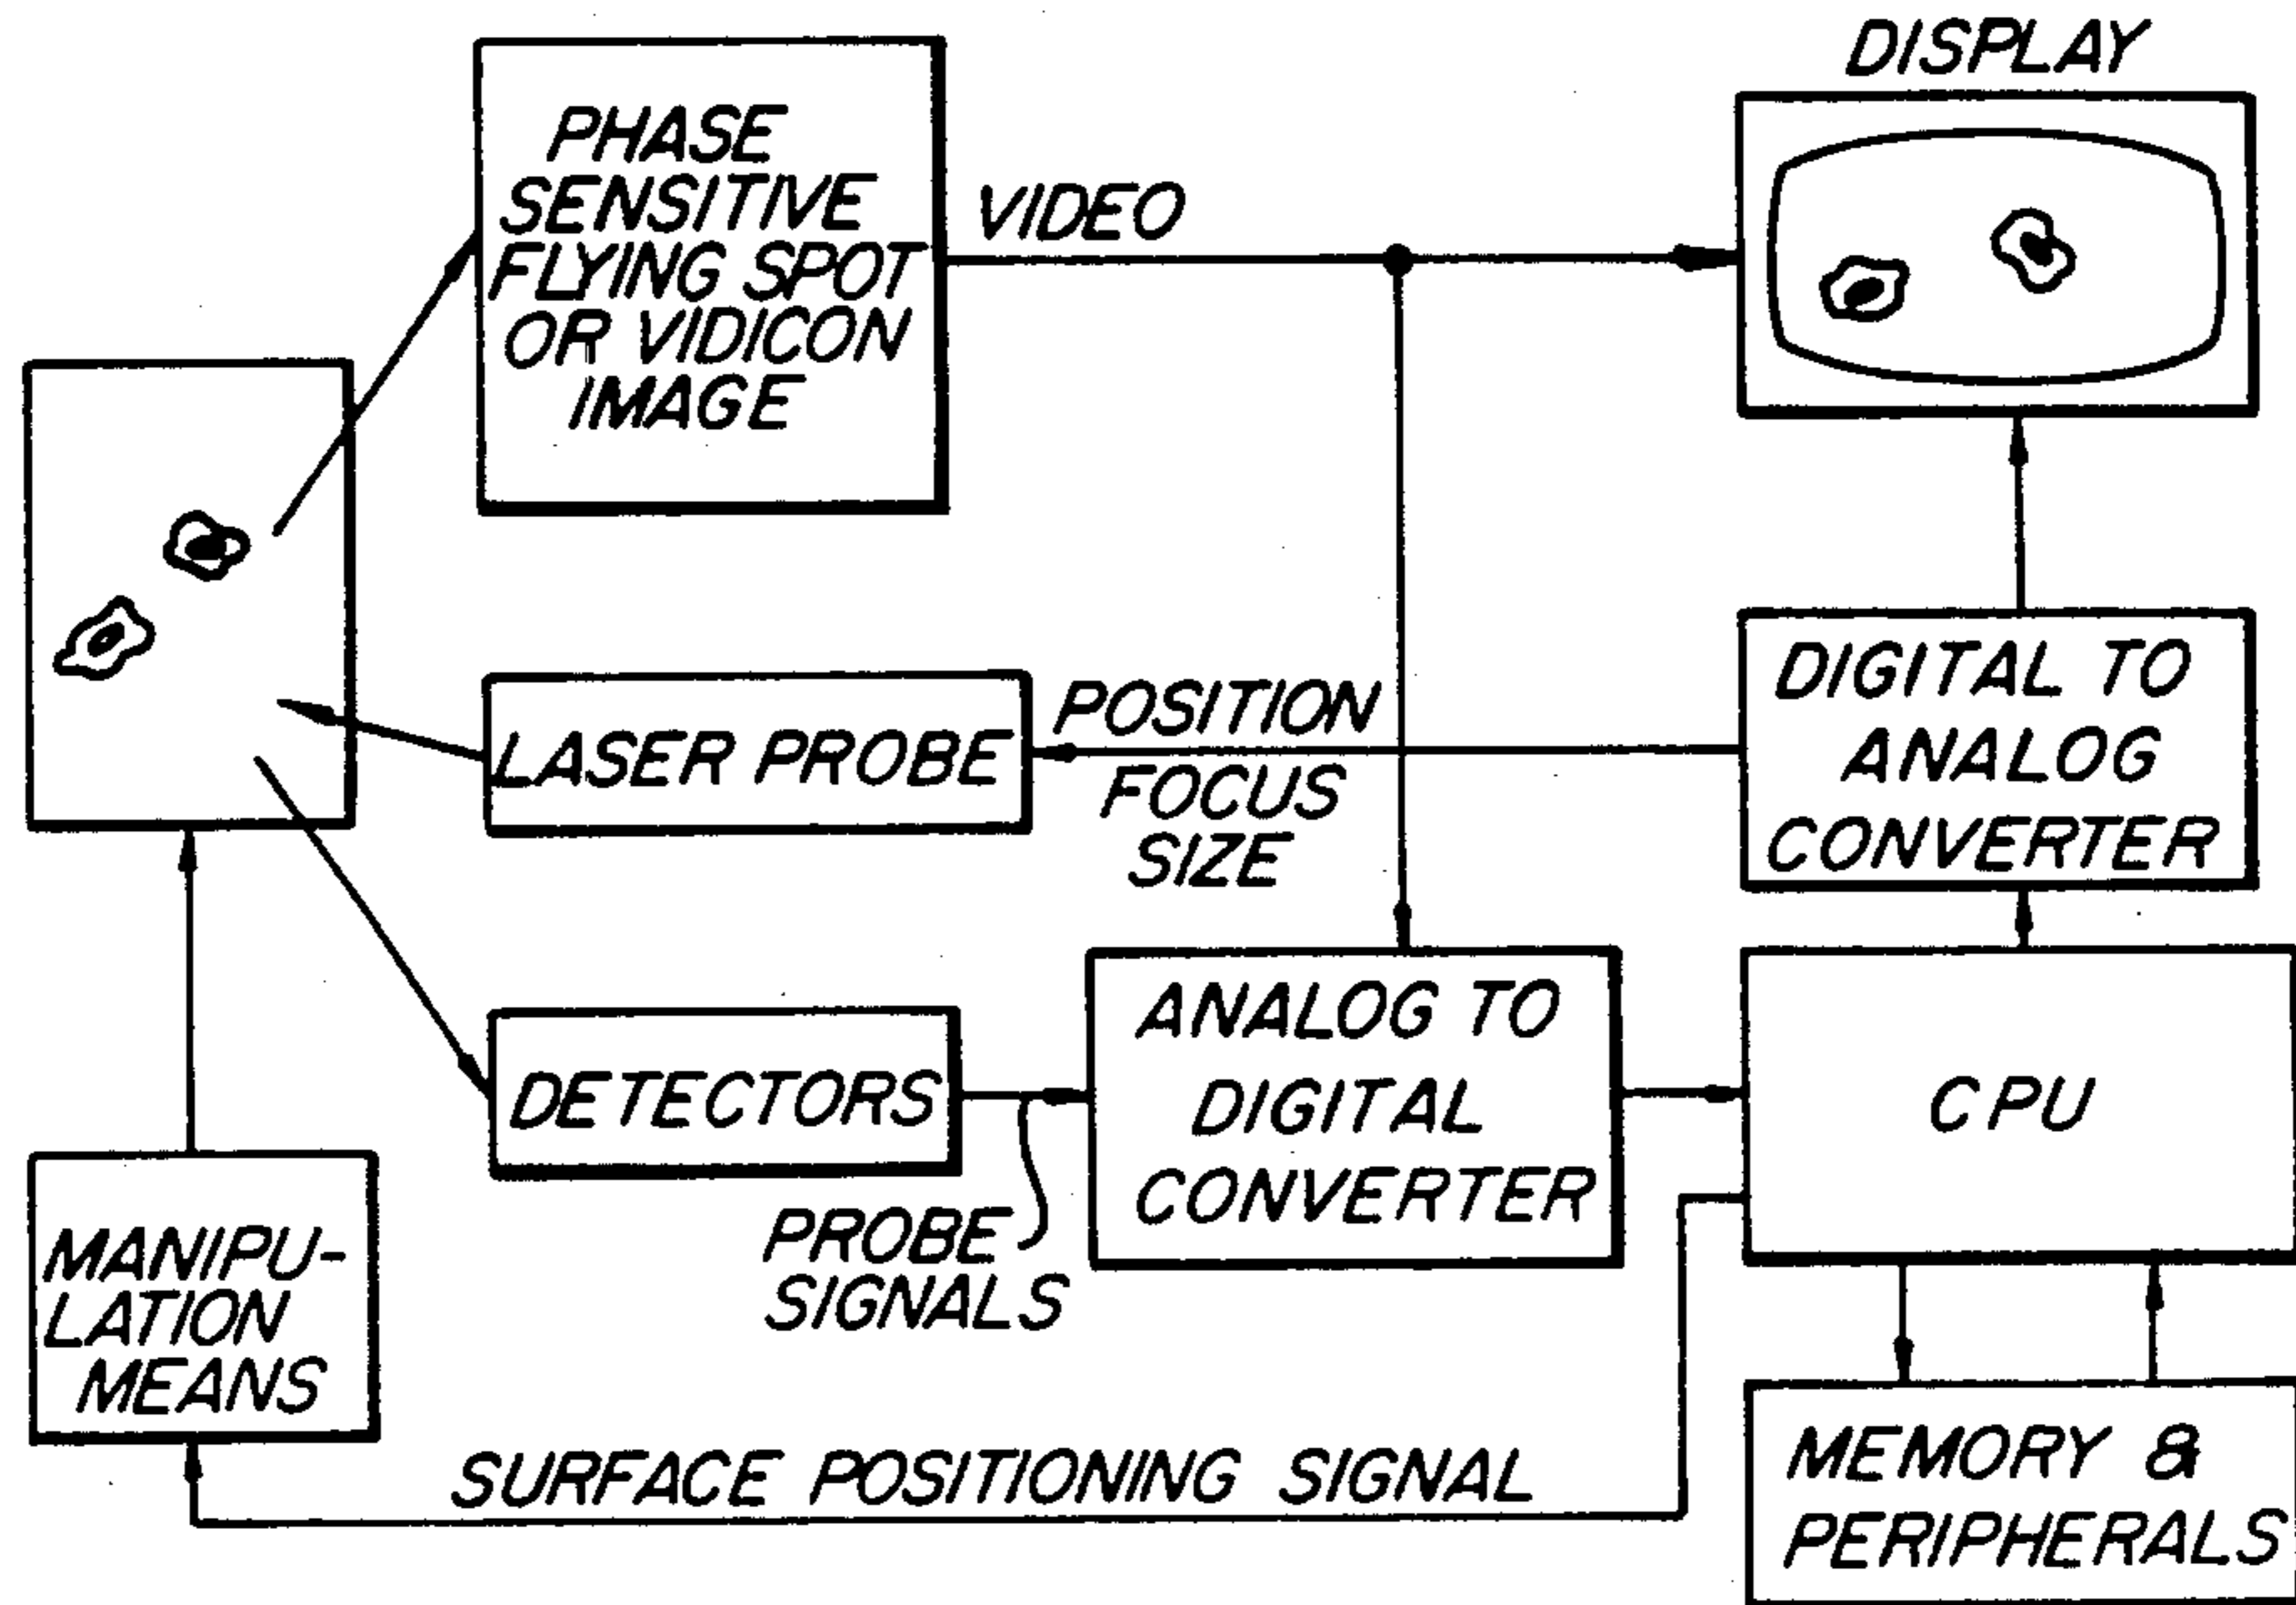 DISPLAY
PHASE
SENSITIVE
FLYING SPOT
OR VIDICON
IMAGE
VIDEO
LASER PROBE
POSITION
FOCUS
SIZE
DIGITAL TO
ANALOG
CONVERTER
DETECTORS
PROBE
SIGNALS
ANALOG TO
DIGITAL
CONVERTER
CPU
MANIPU-
LATION
MEANS
SURFACE POSITIONING SIGNAL
MEMORY &
PERIPHERALS